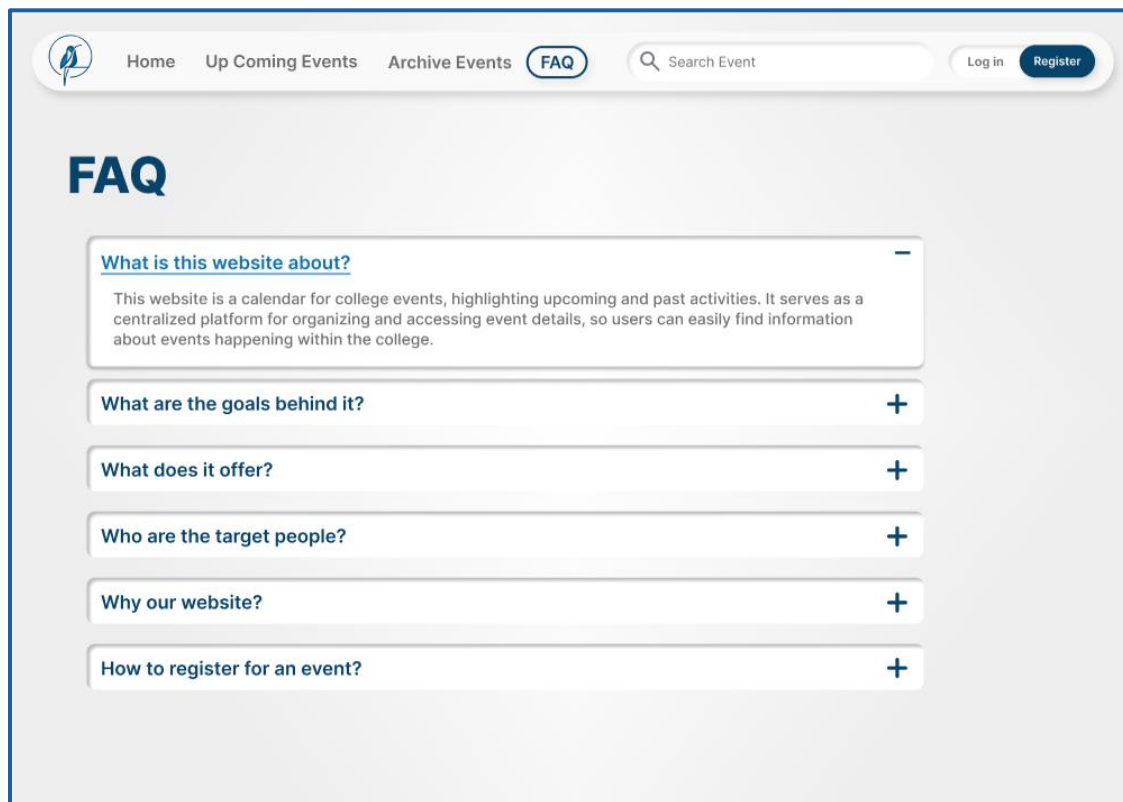 Home Up Coming Events Archive Events FAQ Search Event Log in Register
FAQ
What is this website about?
This website is a calendar for college events, highlighting upcoming and past activities. It serves as a
centralized platform for organizing and accessing event details, so users can easily find information
about events happening within the college.
What are the goals behind it?
What does it offer?
Who are the target people?
Why our website?
How to register for an event?